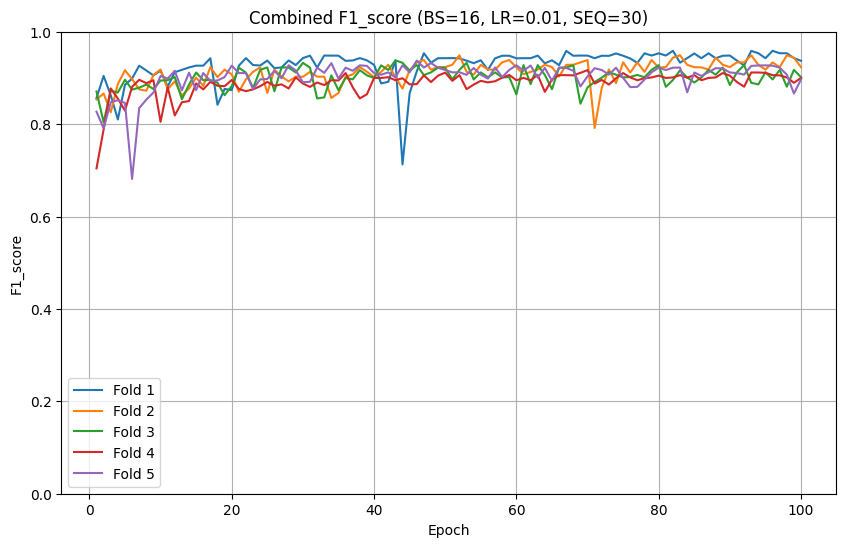 Combined F1_score (BS=16, LR=0.01, SEQ=30)
F1_score
1.0
0.8
0.6
0.4
0.2
0.0
Fold 1
Fold 2
Fold 3
Fold 4
Fold 5
0 20 40 60 80 100
Epoch